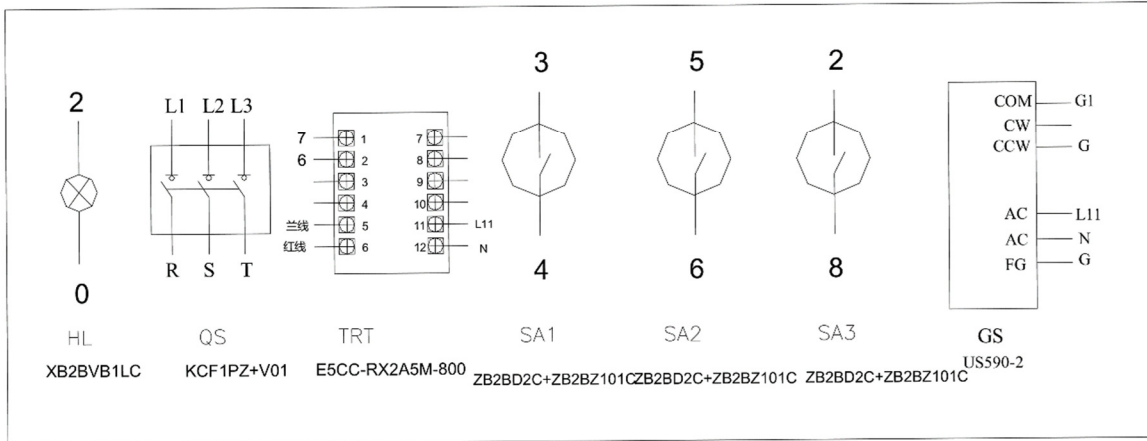 2
0
HL
XB2BVB1LC
L1 L2 L3
R S T
QS
KCF1PZ+V01
7 1 7
6 2 8
3 9
4 10
兰线 5 11 L11
红线 6 12 N
TRT
E5CC-RX2A5M-800
3
4
SA1
ZB2BD2C+ZB2BZ101C
5
6
SA2
ZB2BD2C+ZB2BZ101C
2
8
SA3
ZB2BD2C+ZB2BZ101C
COM G1
CW
CCW G
AC L11
AC N
FG G
GS
US590-2